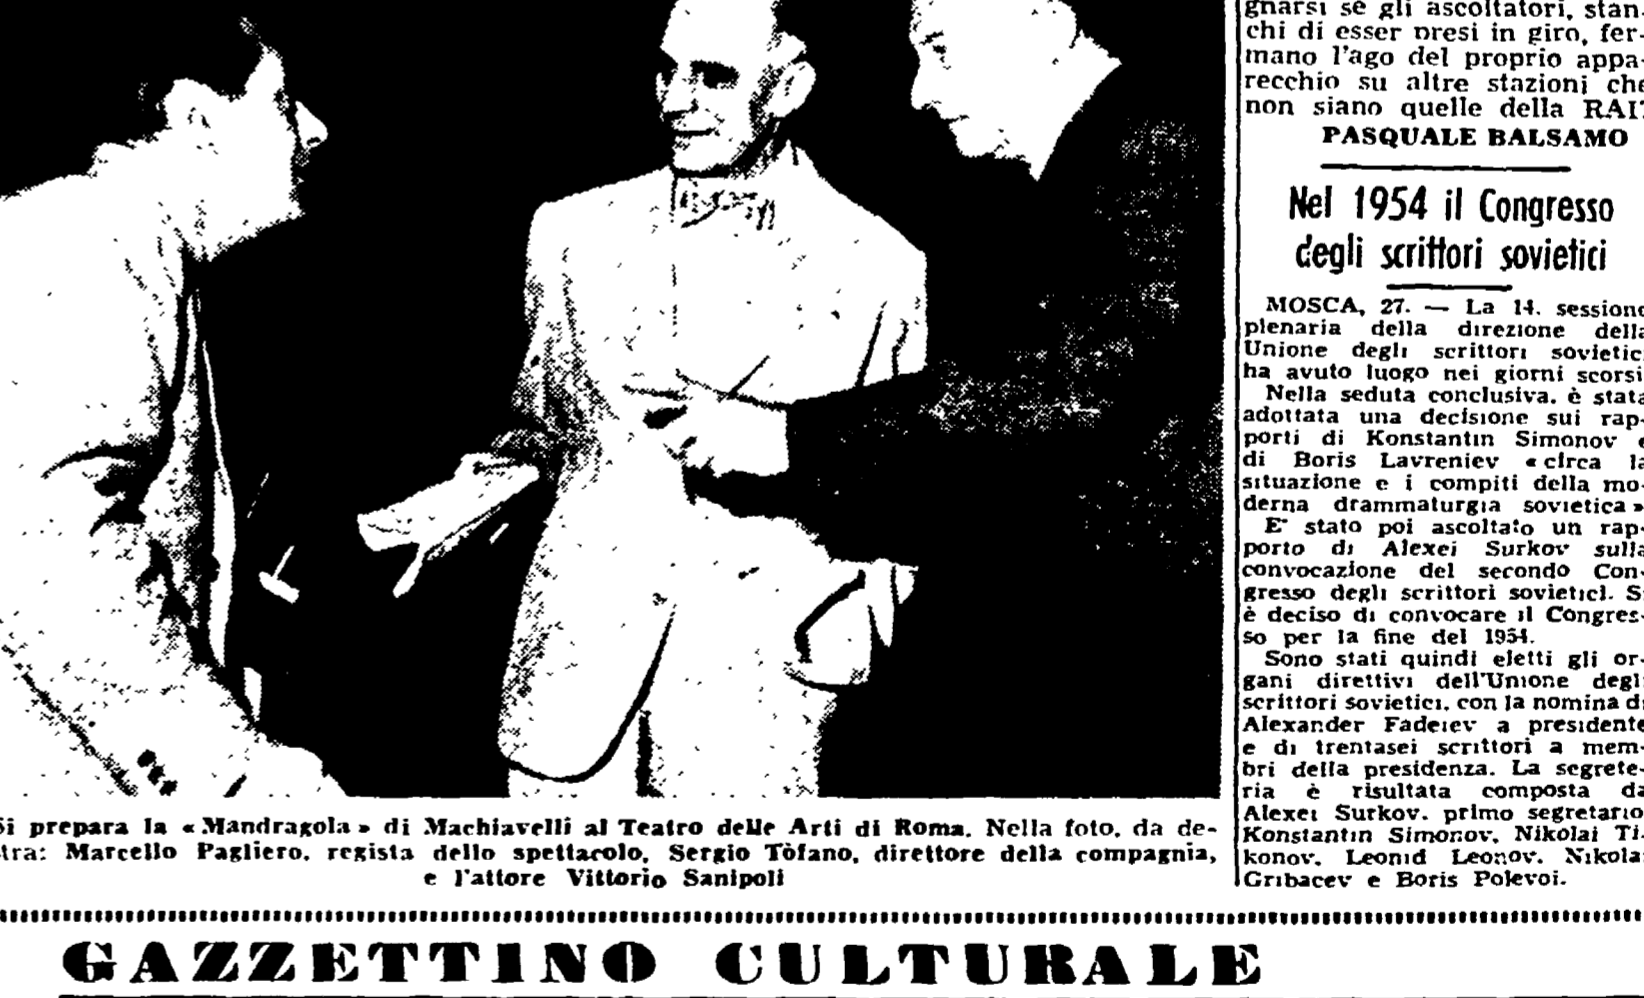 Si prepara la «Mandragola» di Machiavelli al Teatro delle Arti di Roma. Nella foto, da de-
stra: Marcello Pagliero, regista dello spettacolo, Sergio Tòfano, direttore della compagnia,
e l'attore Vittorio Sanipoli
gnarsi se gli ascoltatori, stan-
chi di esser presi in giro, fer-
mano l'ago del proprio appa-
recchio su altre stazioni che
non siano quelle della RAI?
PASQUALE BALSAMO
Nel 1954 il Congresso
degli scrittori sovietici
MOSCA, 27. — La 14. sessione
plenaria della direzione della
Unione degli scrittori sovietici
ha avuto luogo nei giorni scorsi.
Nella seduta conclusiva, è stata
adottata una decisione sui rap-
porti di Konstantin Simonov e
di Boris Lavreniev «circa la
situazione e i compiti della mo-
derna drammaturgia sovietica»
E' stato poi ascoltato un rap-
porto di Alexei Surkov sulla
convocazione del secondo Con-
gresso degli scrittori sovietici. Si
è deciso di convocare il Congres-
so per la fine del 1954.
Sono stati quindi eletti gli or-
gani direttivi dell'Unione degli
scrittori sovietici, con la nomina di
Alexander Fadeiev a presidente
e di trentasei scrittori a mem-
bri della presidenza. La segrete-
ria è risultata composta da
Alexei Surkov, primo segretario,
Konstantin Simonov, Nikolai Ti-
konov, Leonid Leonov, Nikolai
Gribacev e Boris Polevoi.
GAZZETTINO CULTURALE